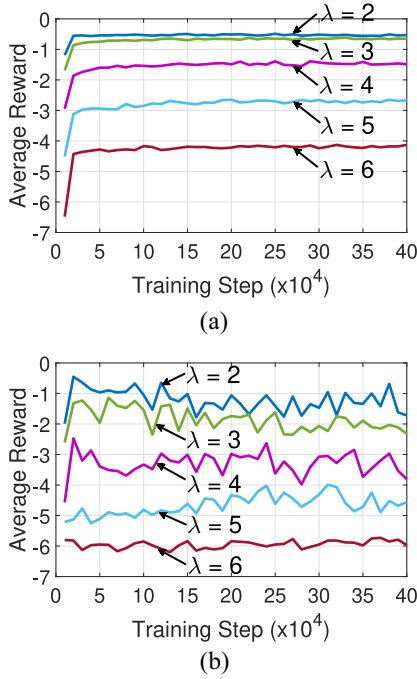 0
-1
-2
-3
-4
-5
-6
-7
Average Reward
λ = 2
λ = 3
λ = 4
λ = 5
λ = 6
0 5 10 15 20 25 30 35 40
Training Step (x10⁴)
(a)
0
-1
-2
-3
-4
-5
-6
-7
Average Reward
λ = 2
λ = 3
λ = 4
λ = 5
λ = 6
0 5 10 15 20 25 30 35 40
Training Step (x10⁴)
(b)